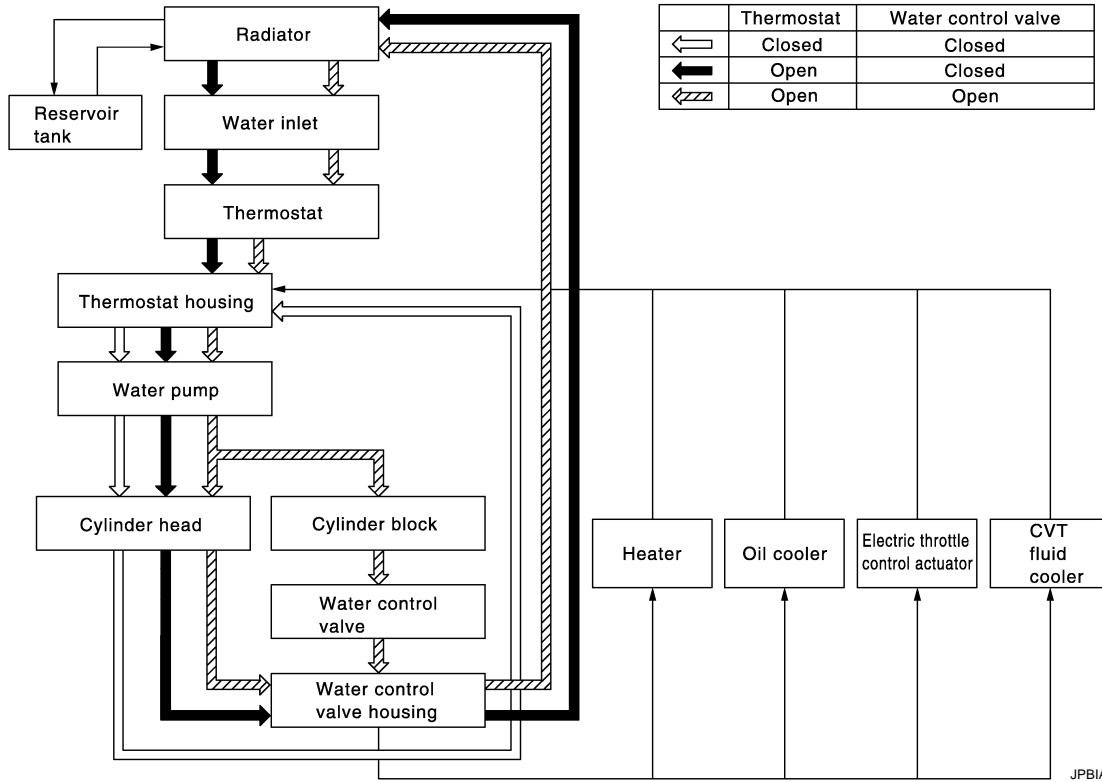 Radiator
Thermostat Water control valve
Closed Closed
Open Closed
Open Open
Reservoir
tank
Water inlet
Thermostat
Thermostat housing
Water pump
Cylinder head
Cylinder block
Heater
Oil cooler
Electric throttle
control actuator
CVT
fluid
cooler
Water control
valve
Water control
valve housing
JPBIA